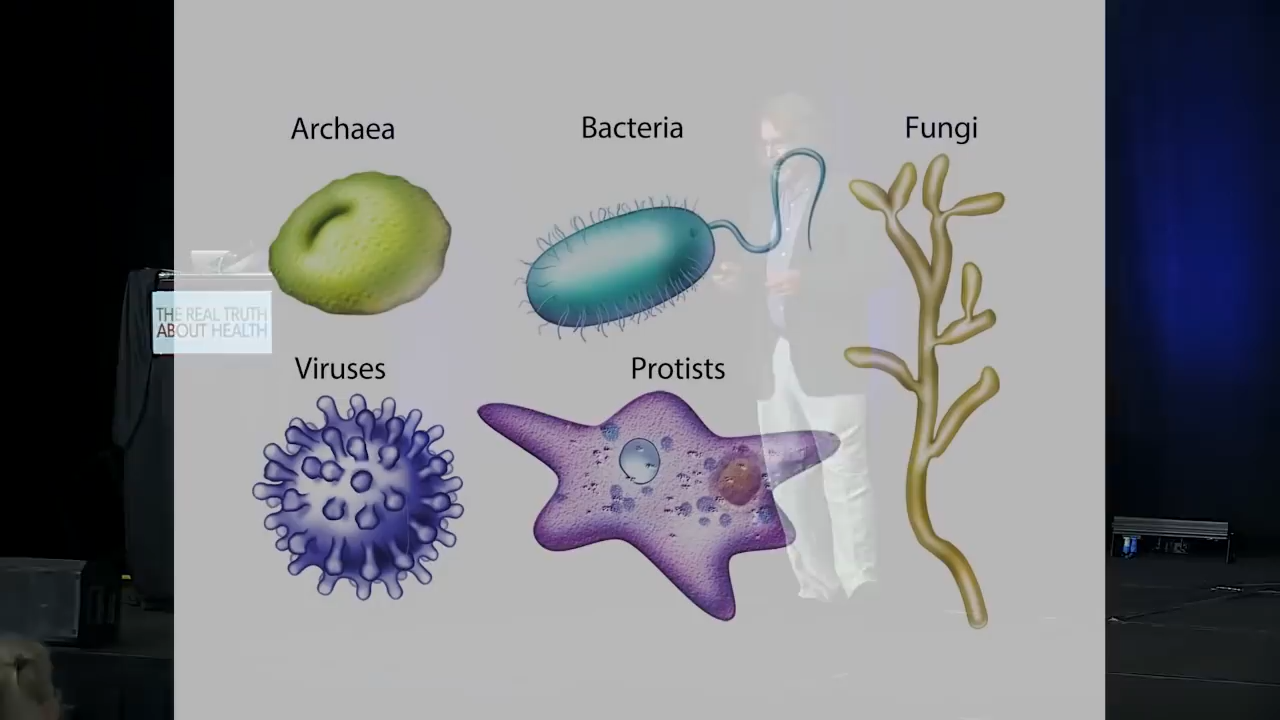 Archaea
Bacteria
Fungi
THE REAL TRUTH
ABOUT HEALTH
Viruses
Protists